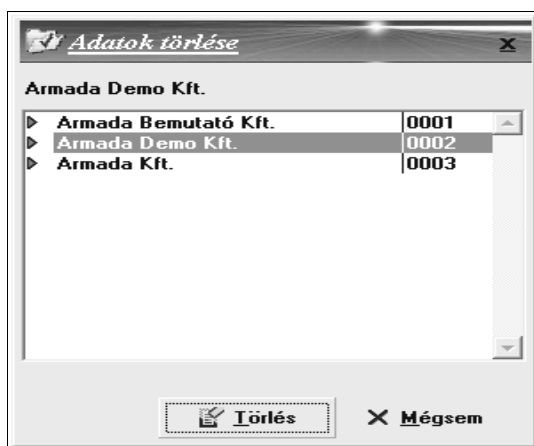 Adatok törlése
Armada Demo Kft.
Armada Bemutató Kft. 0001
Armada Demo Kft. 0002
Armada Kft. 0003
Törlés Mégsem